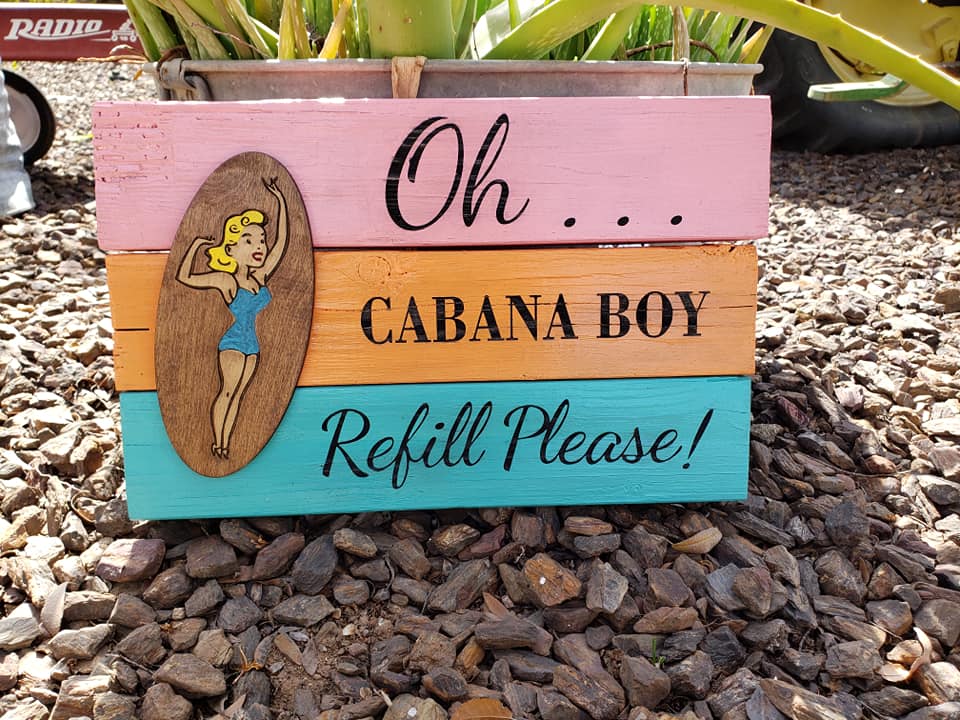 RADIO
Oh . . .
CABANA BOY
Refill Please!